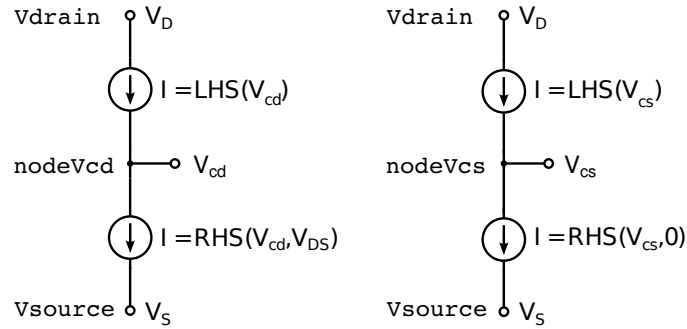 Vdrain V_D
I = LHS(V_cd)
nodeVcd V_cd
I = RHS(V_cd,V_DS)
Vsource V_S
Vdrain V_D
I = LHS(V_cs)
nodeVcs V_cs
I = RHS(V_cs,0)
Vsource V_S